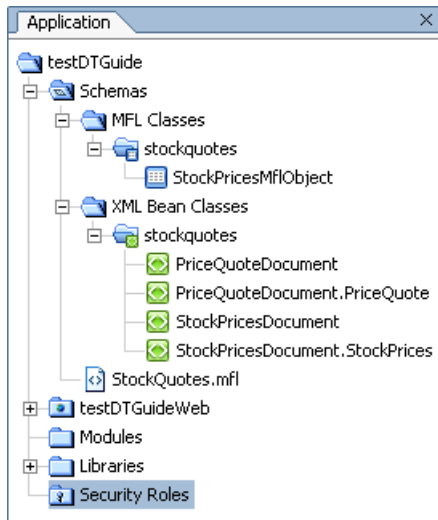 Application
testDTGuide
Schemas
MFL Classes
stockquotes
StockPricesMflObject
XML Bean Classes
stockquotes
PriceQuoteDocument
PriceQuoteDocument.PriceQuote
StockPricesDocument
StockPricesDocument.StockPrices
StockQuotes.mfl
testDTGuideWeb
Modules
Libraries
Security Roles